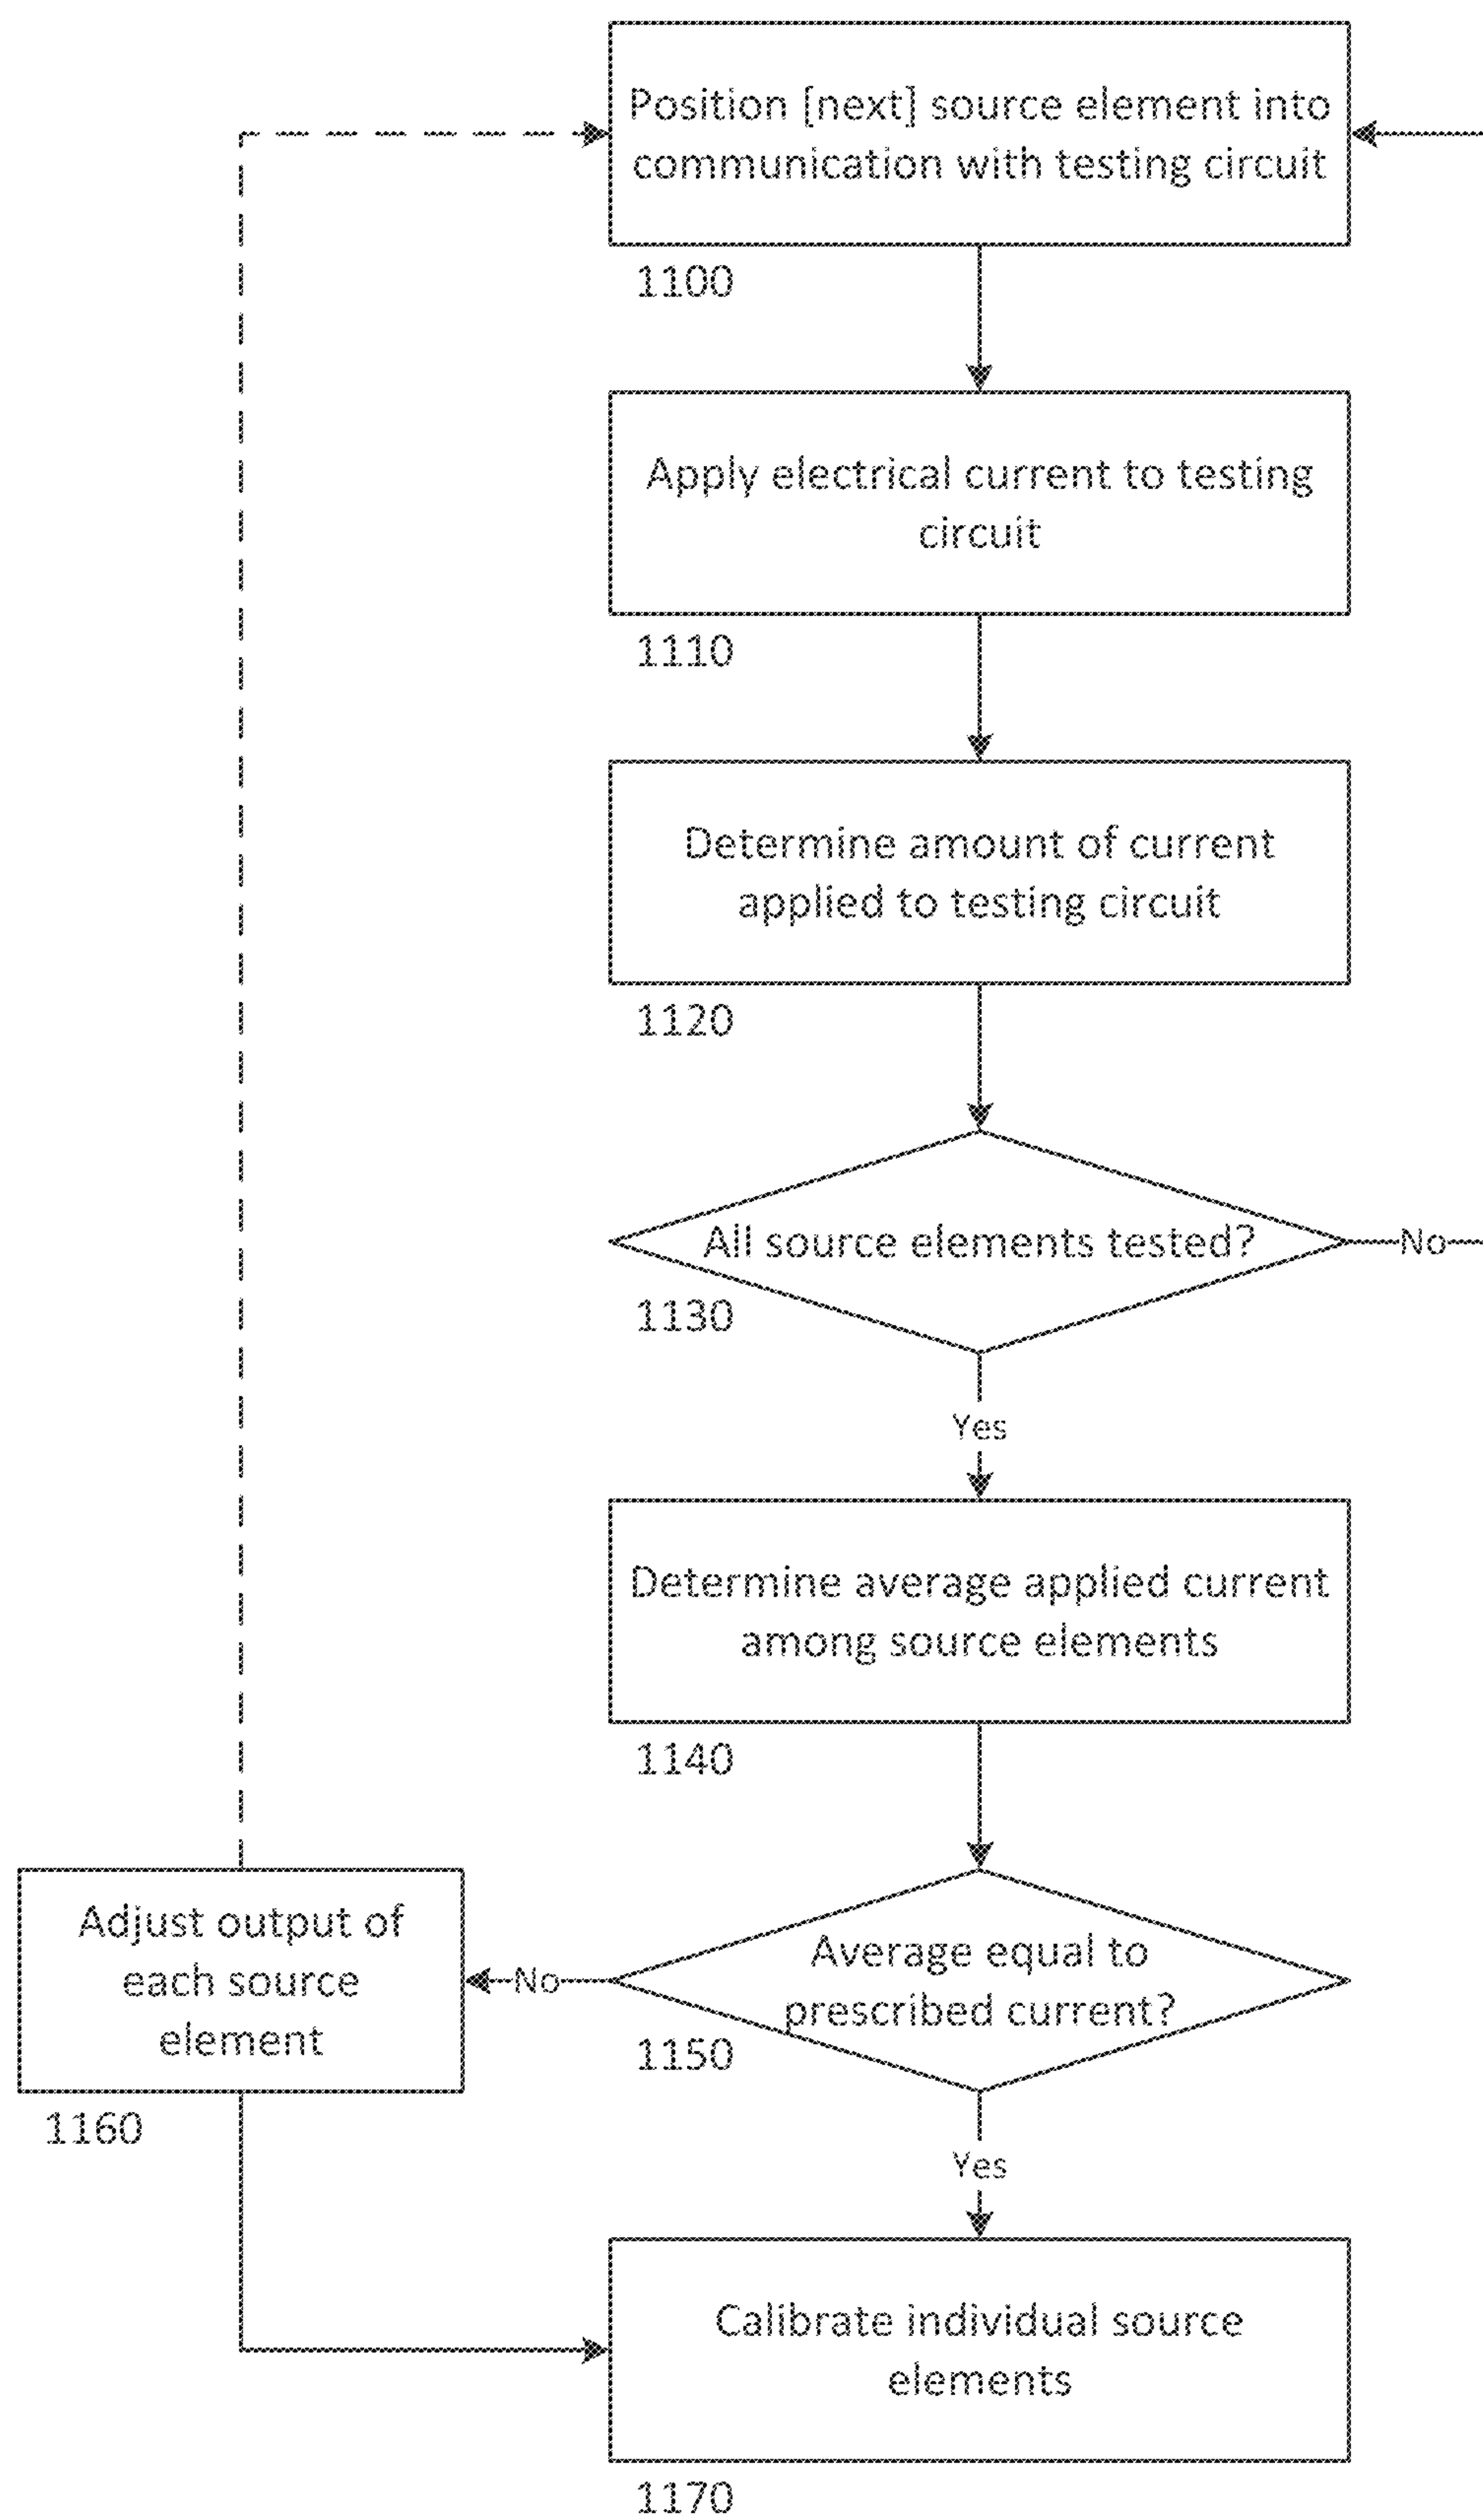 Position [next] source element into
communication with testing circuit
1100
Apply electrical current to testing
circuit
1110
Determine amount of current
applied to testing circuit
1120
All source elements tested?
No
1130
Yes
Determine average applied current
among source elements
1140
Average equal to
prescribed current?
1150
No
Adjust output of
each source
element
1160
Yes
Calibrate individual source
elements
1170